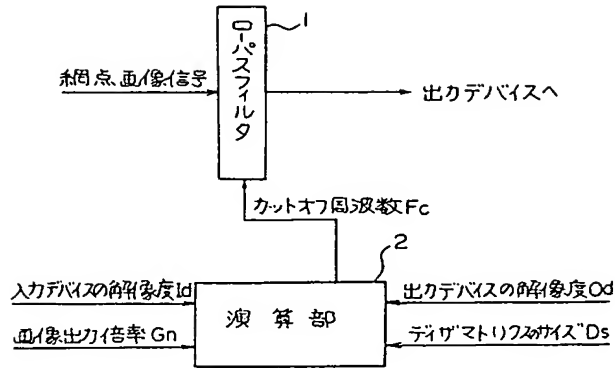 1
ローパスフィルタ
網点画像信号
出力デバイスへ
カットオフ周波数Fc
2
入力デバイスの解像度Id
出力デバイスの解像度Od
演算部
画像出力倍率Gn
ディザマトリクスのサイズDs